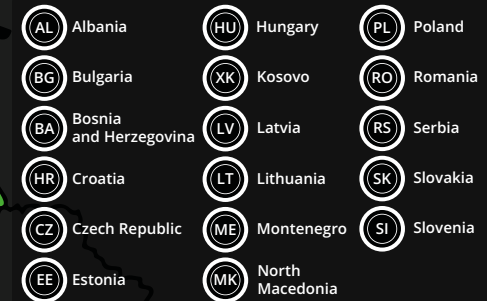 AL Albania
BG Bulgaria
BA Bosnia
and Herzegovina
HR Croatia
CZ Czech Republic
EE Estonia
HU Hungary
XK Kosovo
LV Latvia
LT Lithuania
ME Montenegro
MK North
Macedonia
PL Poland
RO Romania
RS Serbia
SK Slovakia
SI Slovenia